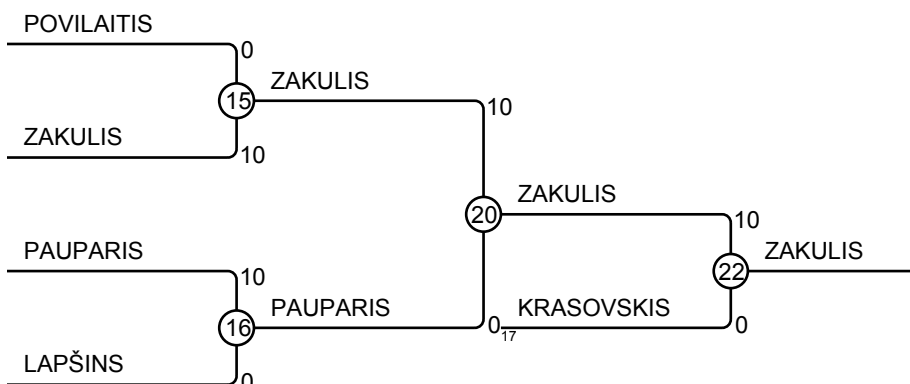 POVILAITIS
0
15
ZAKULIS
ZAKULIS
10
10
20
ZAKULIS
PAUPARIS
10
16
PAUPARIS
0
17
KRASOVSKIS
10
22
ZAKULIS
0
LAPŠINS
0